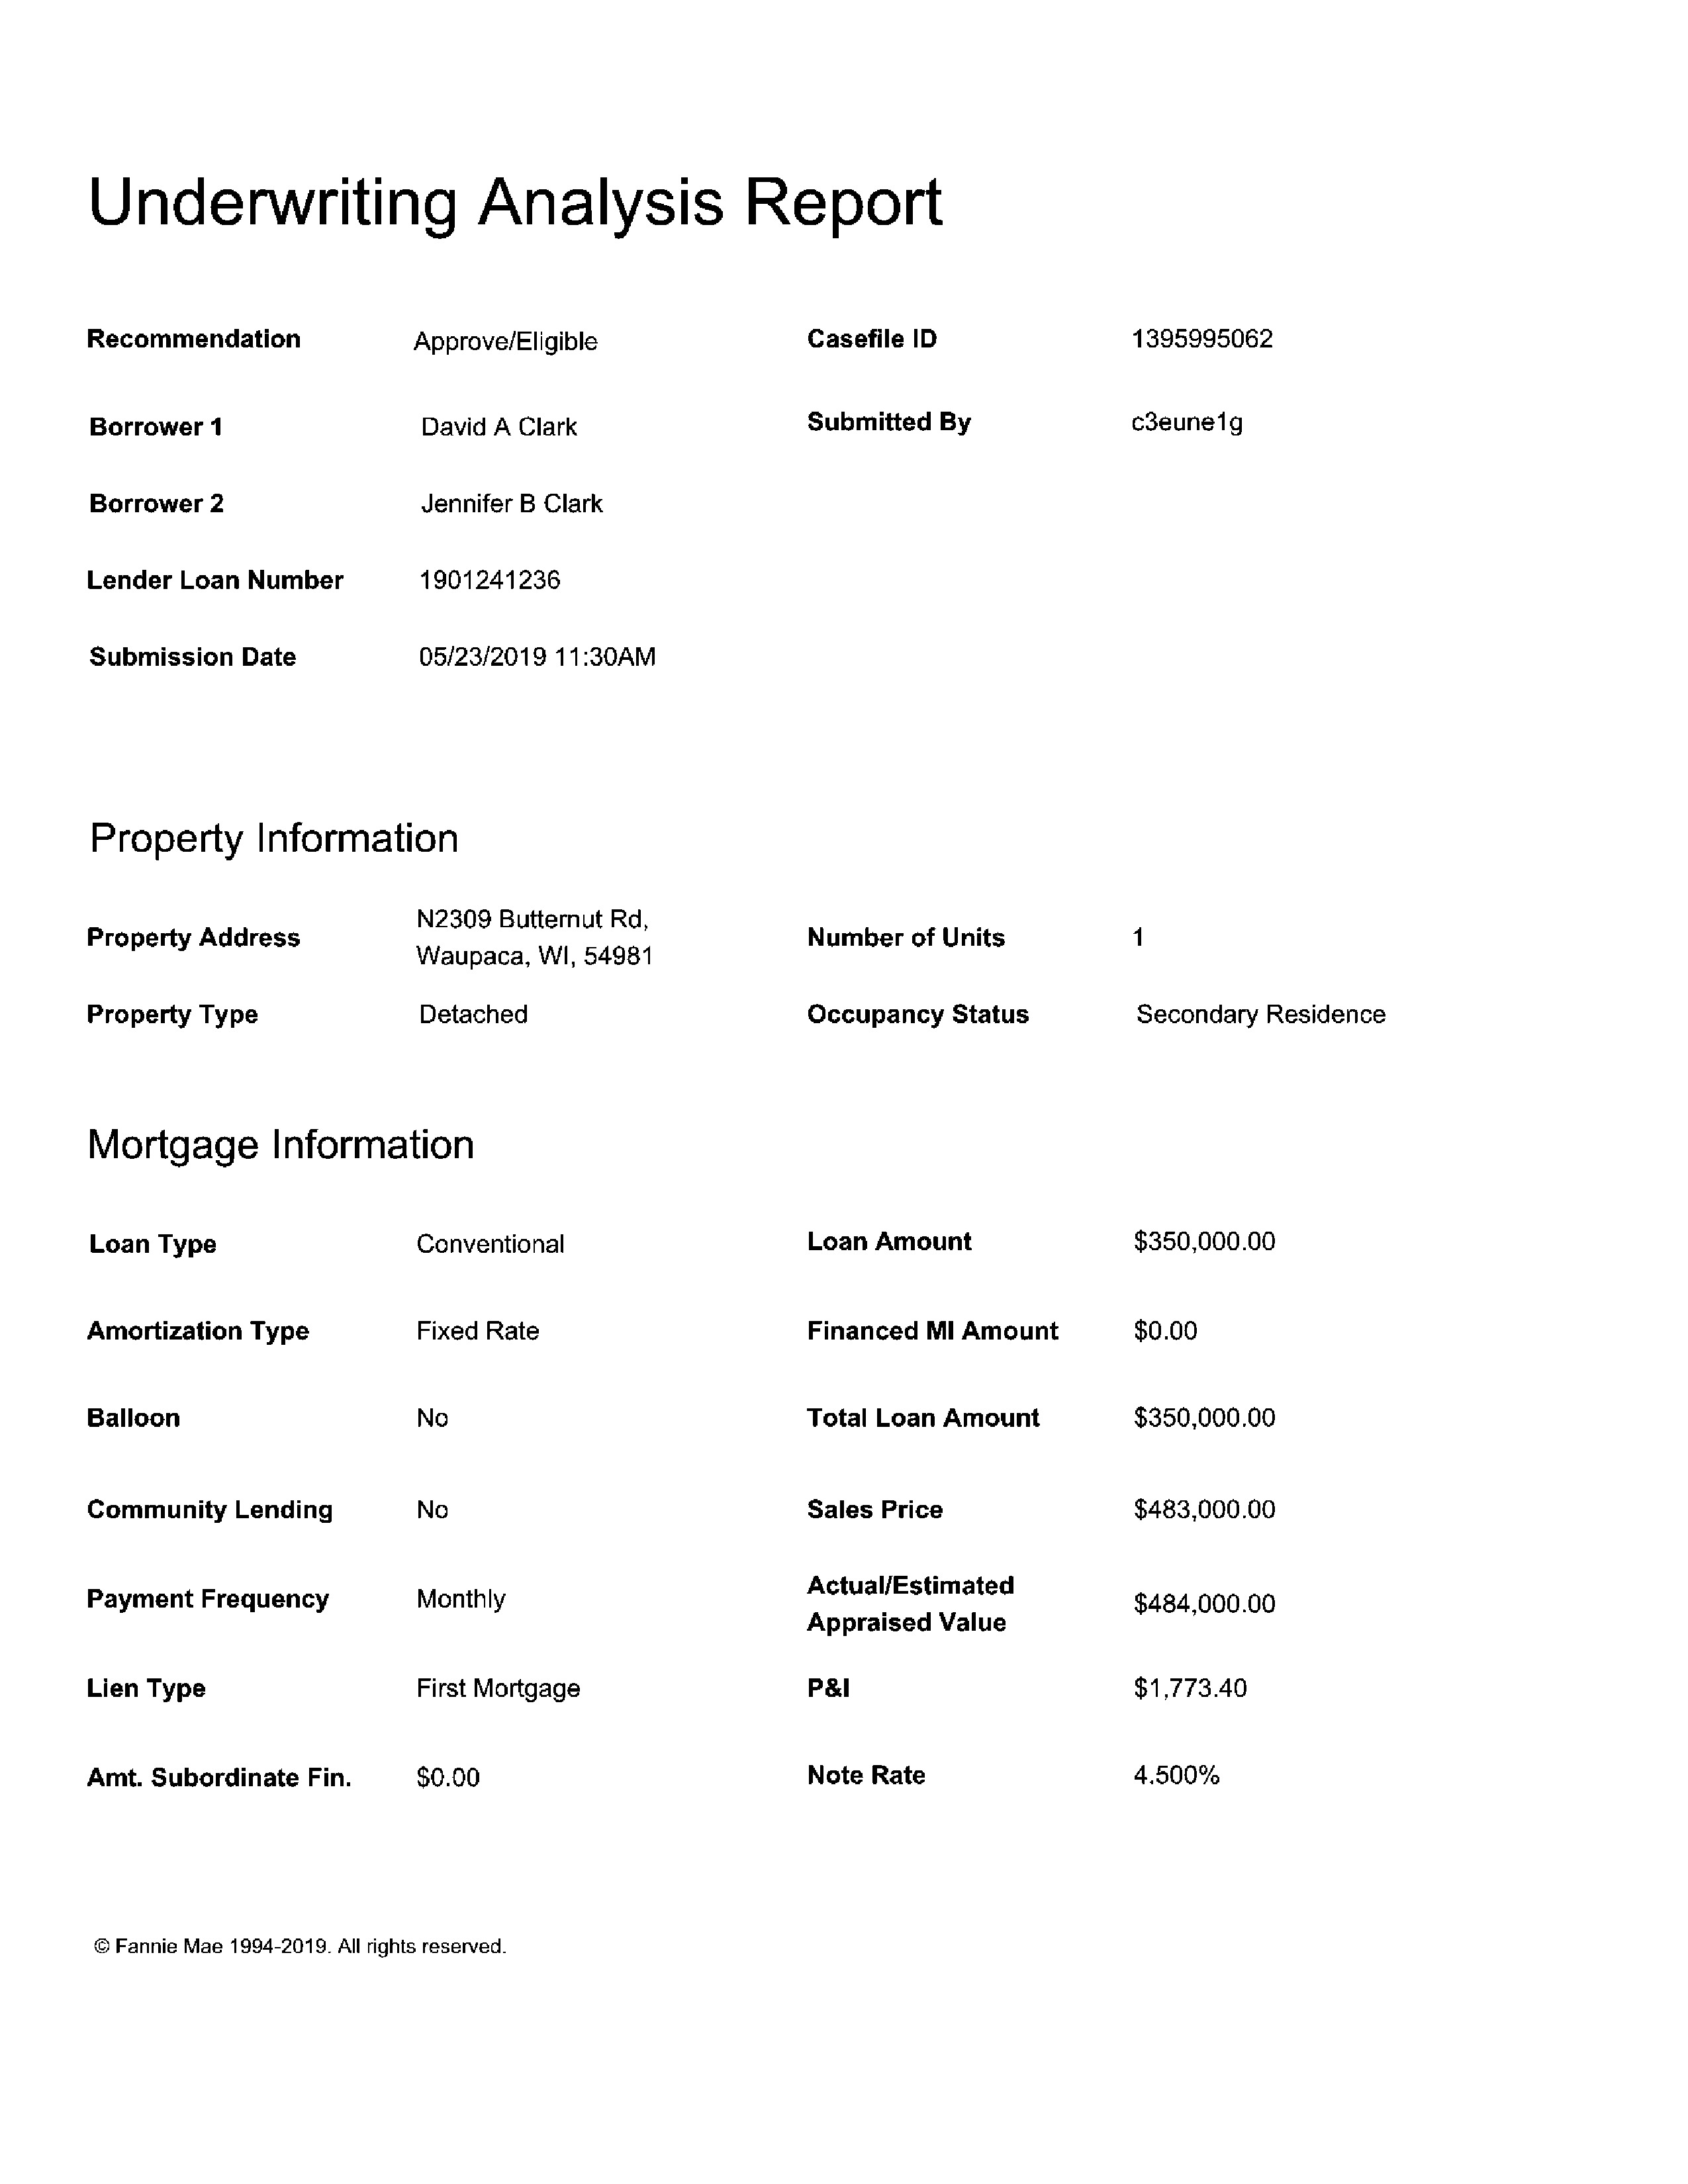 Underwriting Analysis Report
Recommendation Approve/Eligible Casefile ID 1395995062
Borrower 1 David A Clark Submitted By c3eune1g
Borrower 2 Jennifer B Clark
Lender Loan Number 1901241236
Submission Date 05/23/2019 11:30AM
Property Information
Property Address N2309 Butternut Rd,
Waupaca, WI, 54981 Number of Units 1
Property Type Detached Occupancy Status Secondary Residence
Mortgage Information
Loan Type Conventional Loan Amount $350,000.00
Amortization Type Fixed Rate Financed MI Amount $0.00
Balloon No Total Loan Amount $350,000.00
Community Lending No Sales Price $483,000.00
Payment Frequency Monthly Actual/Estimated
Appraised Value $484,000.00
Lien Type First Mortgage P&I $1,773.40
Amt. Subordinate Fin. $0.00 Note Rate 4.500%
© Fannie Mae 1994-2019. All rights reserved.